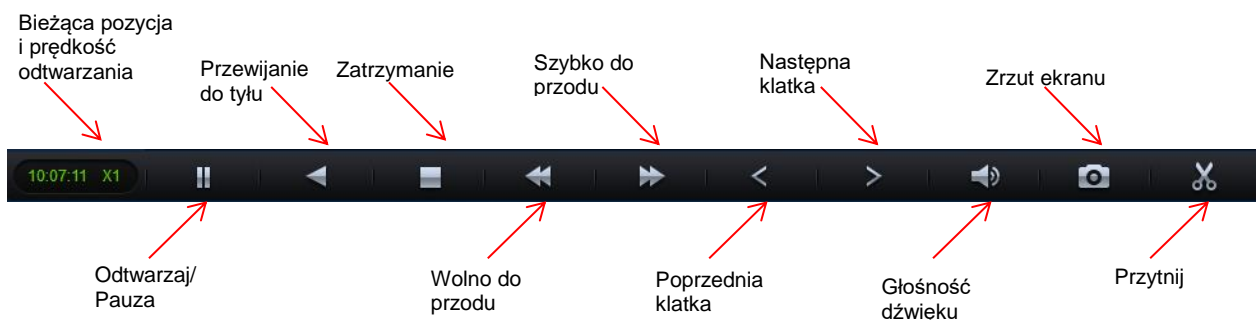 Bieżąca pozycja
i prędkość
odtwarzania
Przewijanie
do tyłu
Zatrzymanie
Szybko do
przodu
Następna
klatka
Zrzut ekranu
10:07:11 X1
Odtwarzaj/
Pauza
Wolno do
przodu
Poprzednia
klatka
Głośność
dźwięku
Przytnij